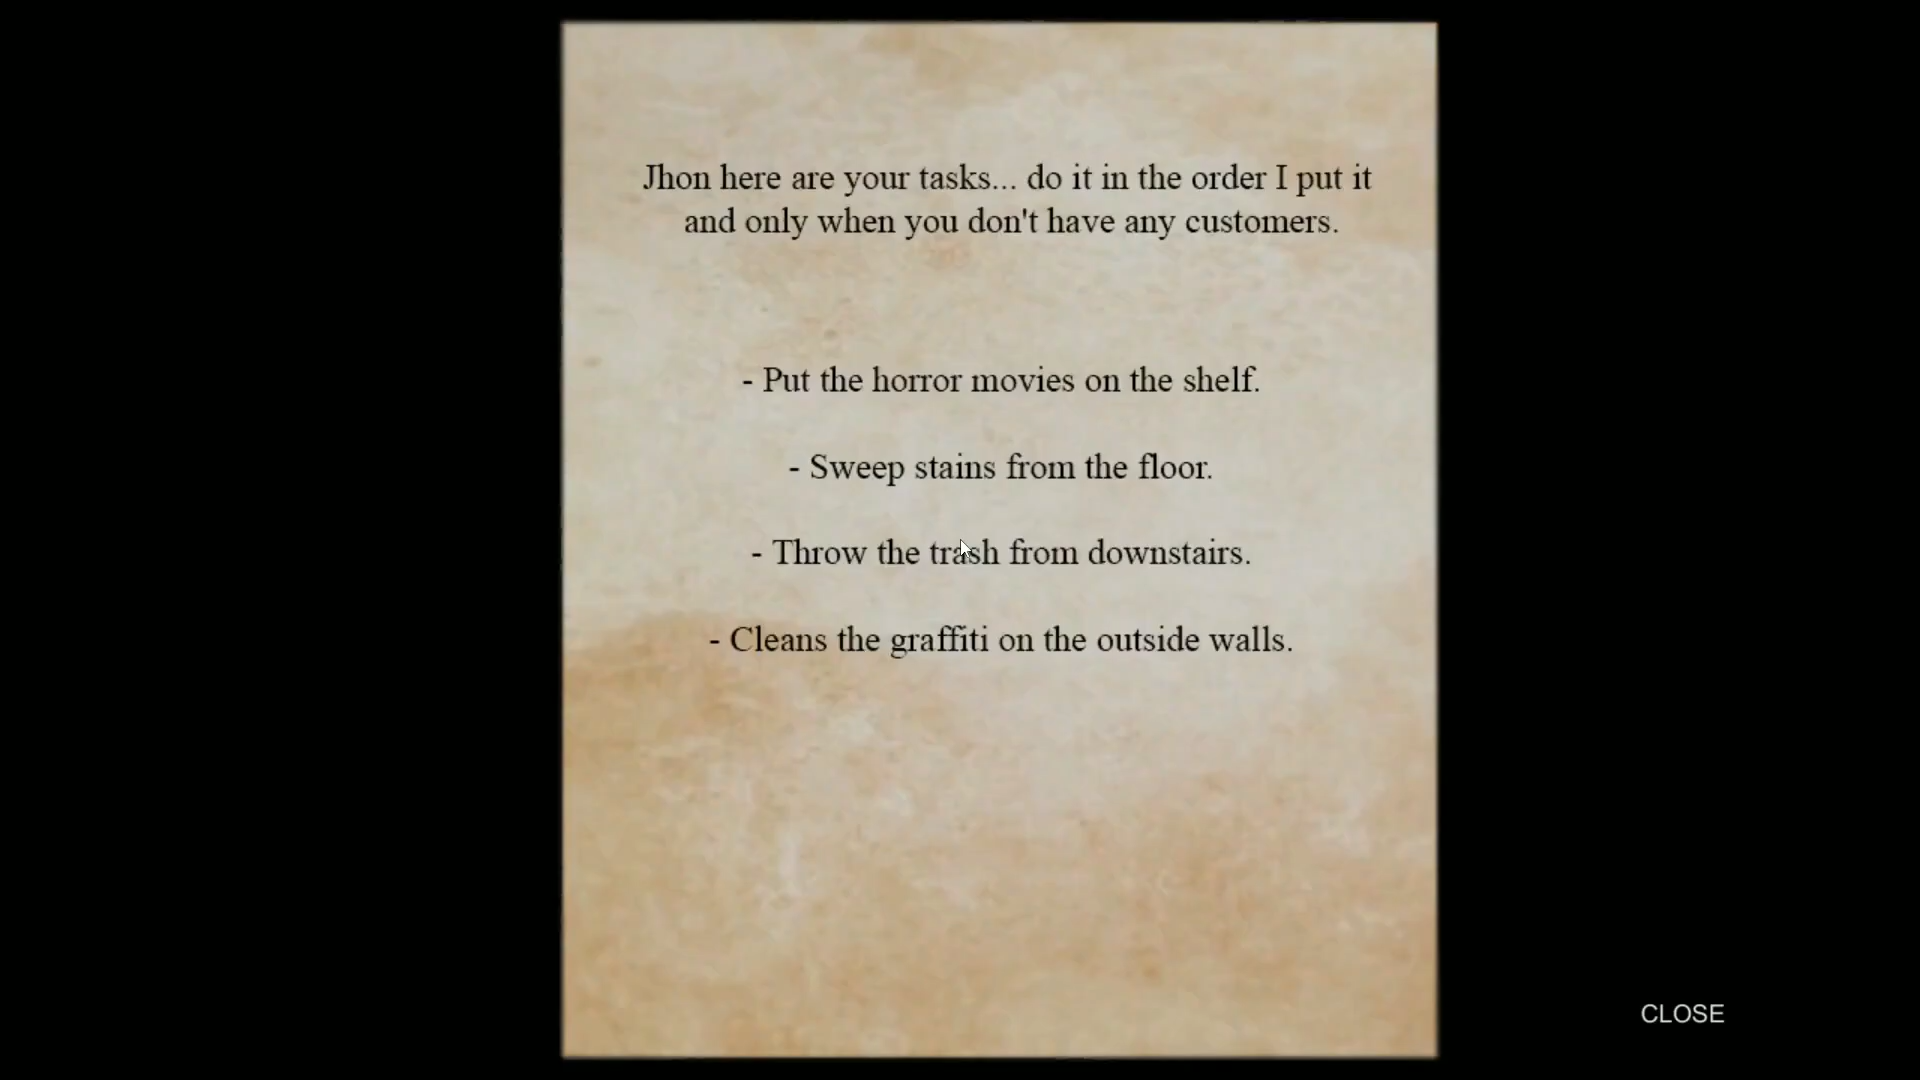 Jhon here are your tasks... do it in the order I put it
and only when you don't have any customers.
- Put the horror movies on the shelf.
- Sweep stains from the floor.
- Throw the trash from downstairs.
- Cleans the graffiti on the outside walls.
CLOSE